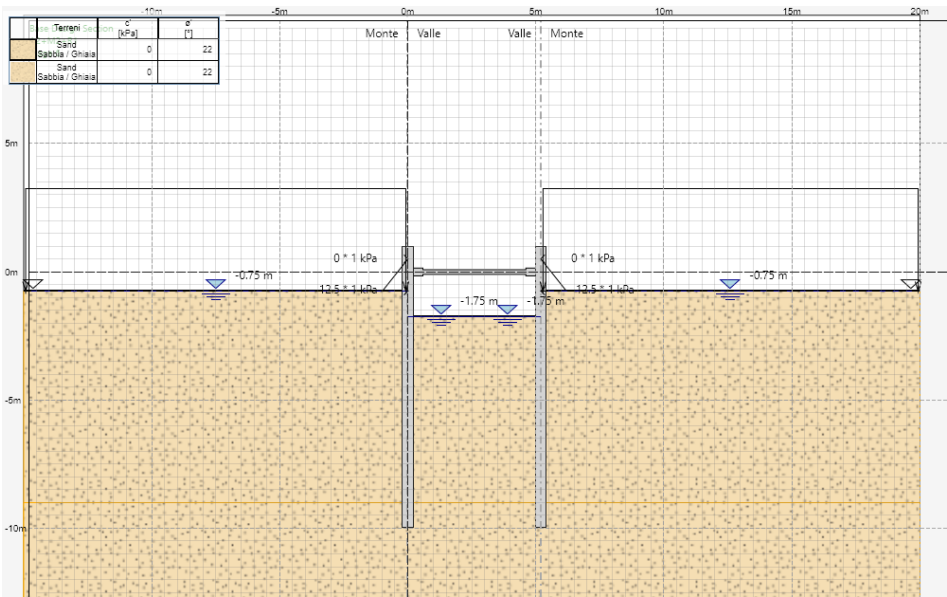 -10m -5m 0m 5m 10m 15m 20m
Monte Valle Valle Monte
Terreni c' [kPa] ø' [°]
Sand
Sabbia / Ghiaia 0 22
Sand
Sabbia / Ghiaia 0 22
5m
0 * 1 kPa 0 * 1 kPa
0m
-0.75 m -0.75 m
12.5 * 1 kPa 12.5 * 1 kPa
-1.75 m -1.75 m
-5m
-10m